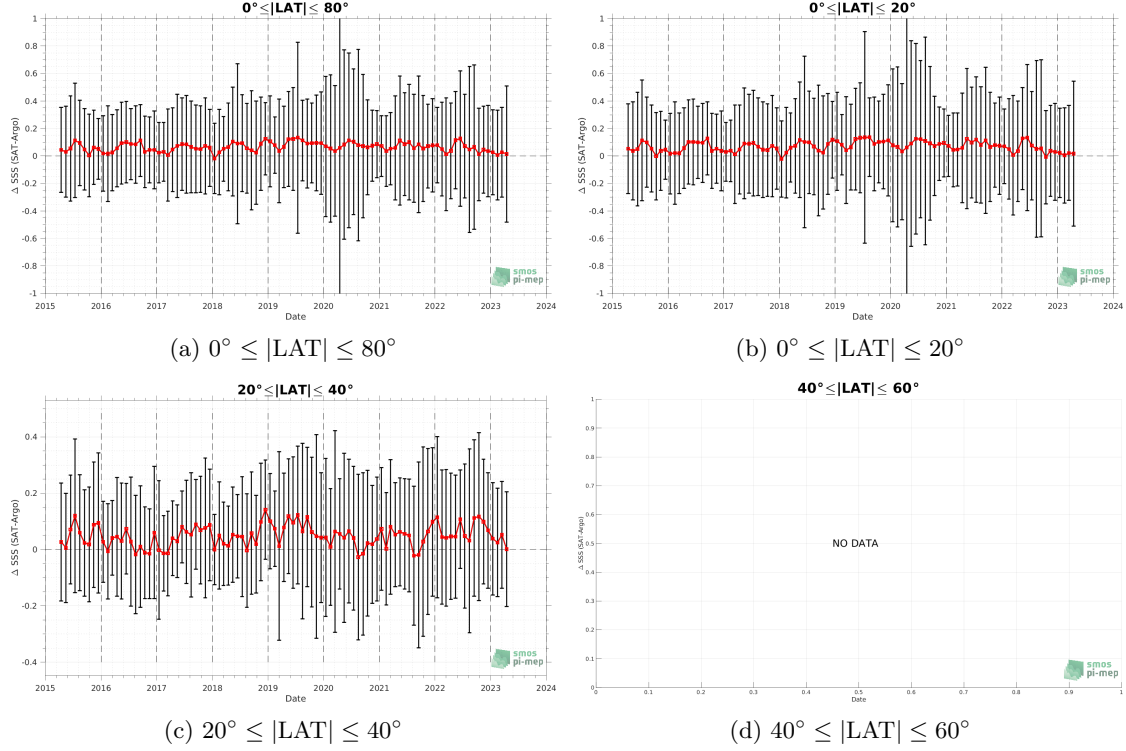 0°≤|LAT|≤ 80°
Δ SSS (SAT-Argo)
1
0.8
0.6
0.4
0.2
0
-0.2
-0.4
-0.6
-0.8
-1
2015 2016 2017 2018 2019 2020 2021 2022 2023 2024
Date
smos
pi-mep
(a) 0° ≤ |LAT| ≤ 80°
0°≤|LAT|≤ 20°
Δ SSS (SAT-Argo)
1
0.8
0.6
0.4
0.2
0
-0.2
-0.4
-0.6
-0.8
-1
2015 2016 2017 2018 2019 2020 2021 2022 2023 2024
Date
smos
pi-mep
(b) 0° ≤ |LAT| ≤ 20°
20°≤|LAT|≤ 40°
Δ SSS (SAT-Argo)
0.4
0.2
0
-0.2
-0.4
2015 2016 2017 2018 2019 2020 2021 2022 2023 2024
Date
smos
pi-mep
(c) 20° ≤ |LAT| ≤ 40°
40°≤|LAT|≤ 60°
Δ SSS (SAT-Argo)
1
0.9
0.8
0.7
0.6
0.5
0.4
0.3
0.2
0.1
0
NO DATA
0 0.1 0.2 0.3 0.4 0.5 0.6 0.7 0.8 0.9 1
Date
smos
pi-mep
(d) 40° ≤ |LAT| ≤ 60°